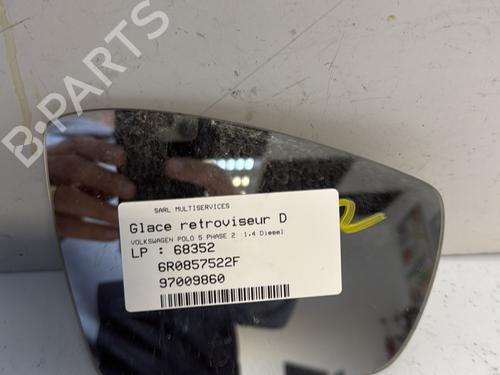 B-PARTS
SARL MULTISERVICES
Glace retroviseur D
VOLKSWAGEN POLO 5 PHASE 2 1.4 Diesel
LP : 68352
6R0857522F
97009860